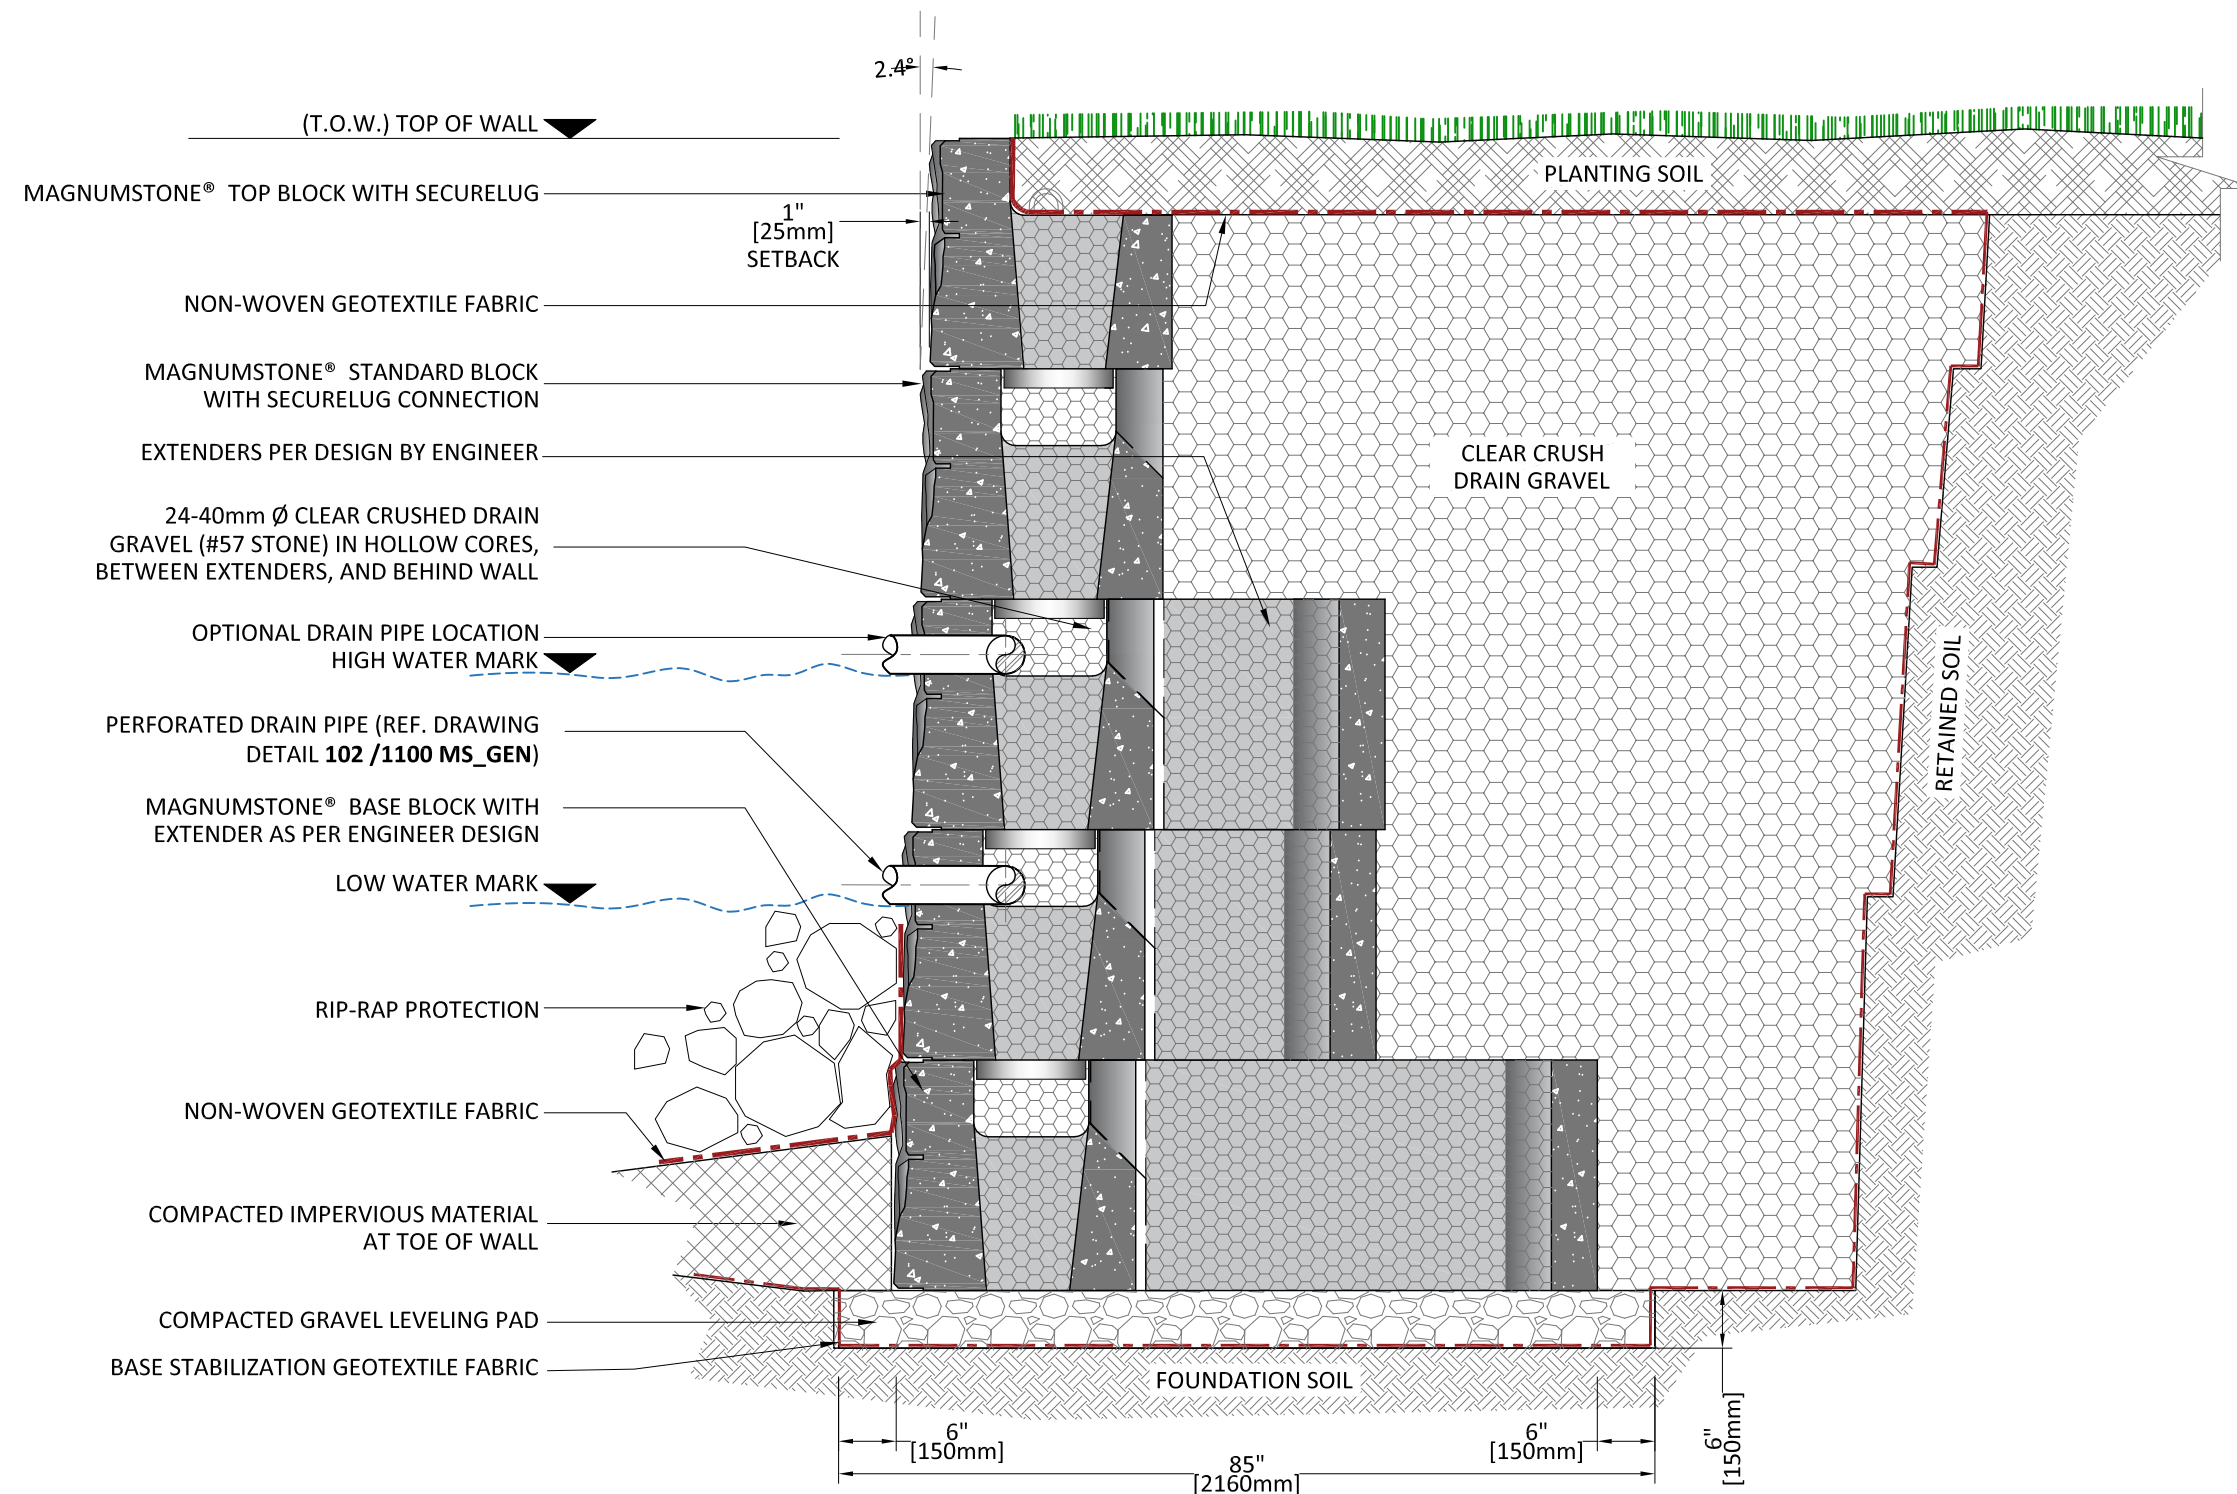 2.4°
(T.O.W.) TOP OF WALL
MAGNUMSTONE® TOP BLOCK WITH SECURELUG
1"
[25mm]
SETBACK
NON-WOVEN GEOTEXTILE FABRIC
MAGNUMSTONE® STANDARD BLOCK
WITH SECURELUG CONNECTION
EXTENDERS PER DESIGN BY ENGINEER
24-40mm Ø CLEAR CRUSHED DRAIN
GRAVEL (#57 STONE) IN HOLLOW CORES,
BETWEEN EXTENDERS, AND BEHIND WALL
OPTIONAL DRAIN PIPE LOCATION
HIGH WATER MARK
PERFORATED DRAIN PIPE (REF. DRAWING
DETAIL 102 /1100 MS_GEN)
MAGNUMSTONE® BASE BLOCK WITH
EXTENDER AS PER ENGINEER DESIGN
LOW WATER MARK
RIP-RAP PROTECTION
NON-WOVEN GEOTEXTILE FABRIC
COMPACTED IMPERVIOUS MATERIAL
AT TOE OF WALL
COMPACTED GRAVEL LEVELING PAD
BASE STABILIZATION GEOTEXTILE FABRIC
PLANTING SOIL
CLEAR CRUSH
DRAIN GRAVEL
RETAINED SOIL
FOUNDATION SOIL
6"
[150mm]
6"
[150mm]
6"
[150mm]
85"
[2160mm]